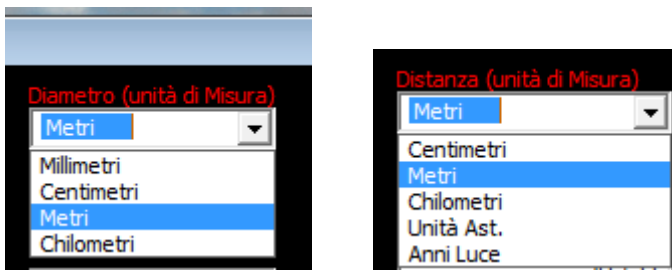 Diametro (unità di Misura)
Metri
Millimetri
Centimetri
Metri
Chilometri
Distanza (unità di Misura)
Metri
Centimetri
Metri
Chilometri
Unità Ast.
Anni Luce